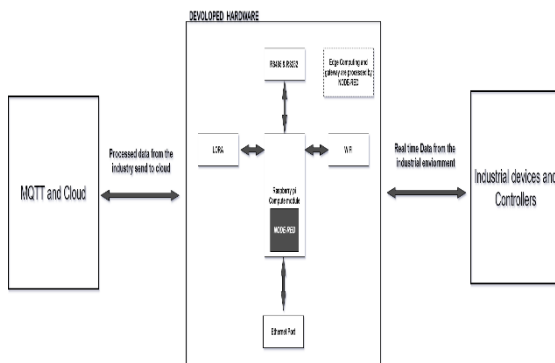 DEVOLOPED HARDWARE
RS485 & RS232
Edge Computing and
gateway are processed by
NODE-RED
LORA
WIFI
Raspberry pi
Compute module
NODE-RED
Ethernet Port
MQTT and Cloud
Processed data from the
industry send to cloud
Real time Data from the
industrial enviornment
Industrial devices and
Controllers